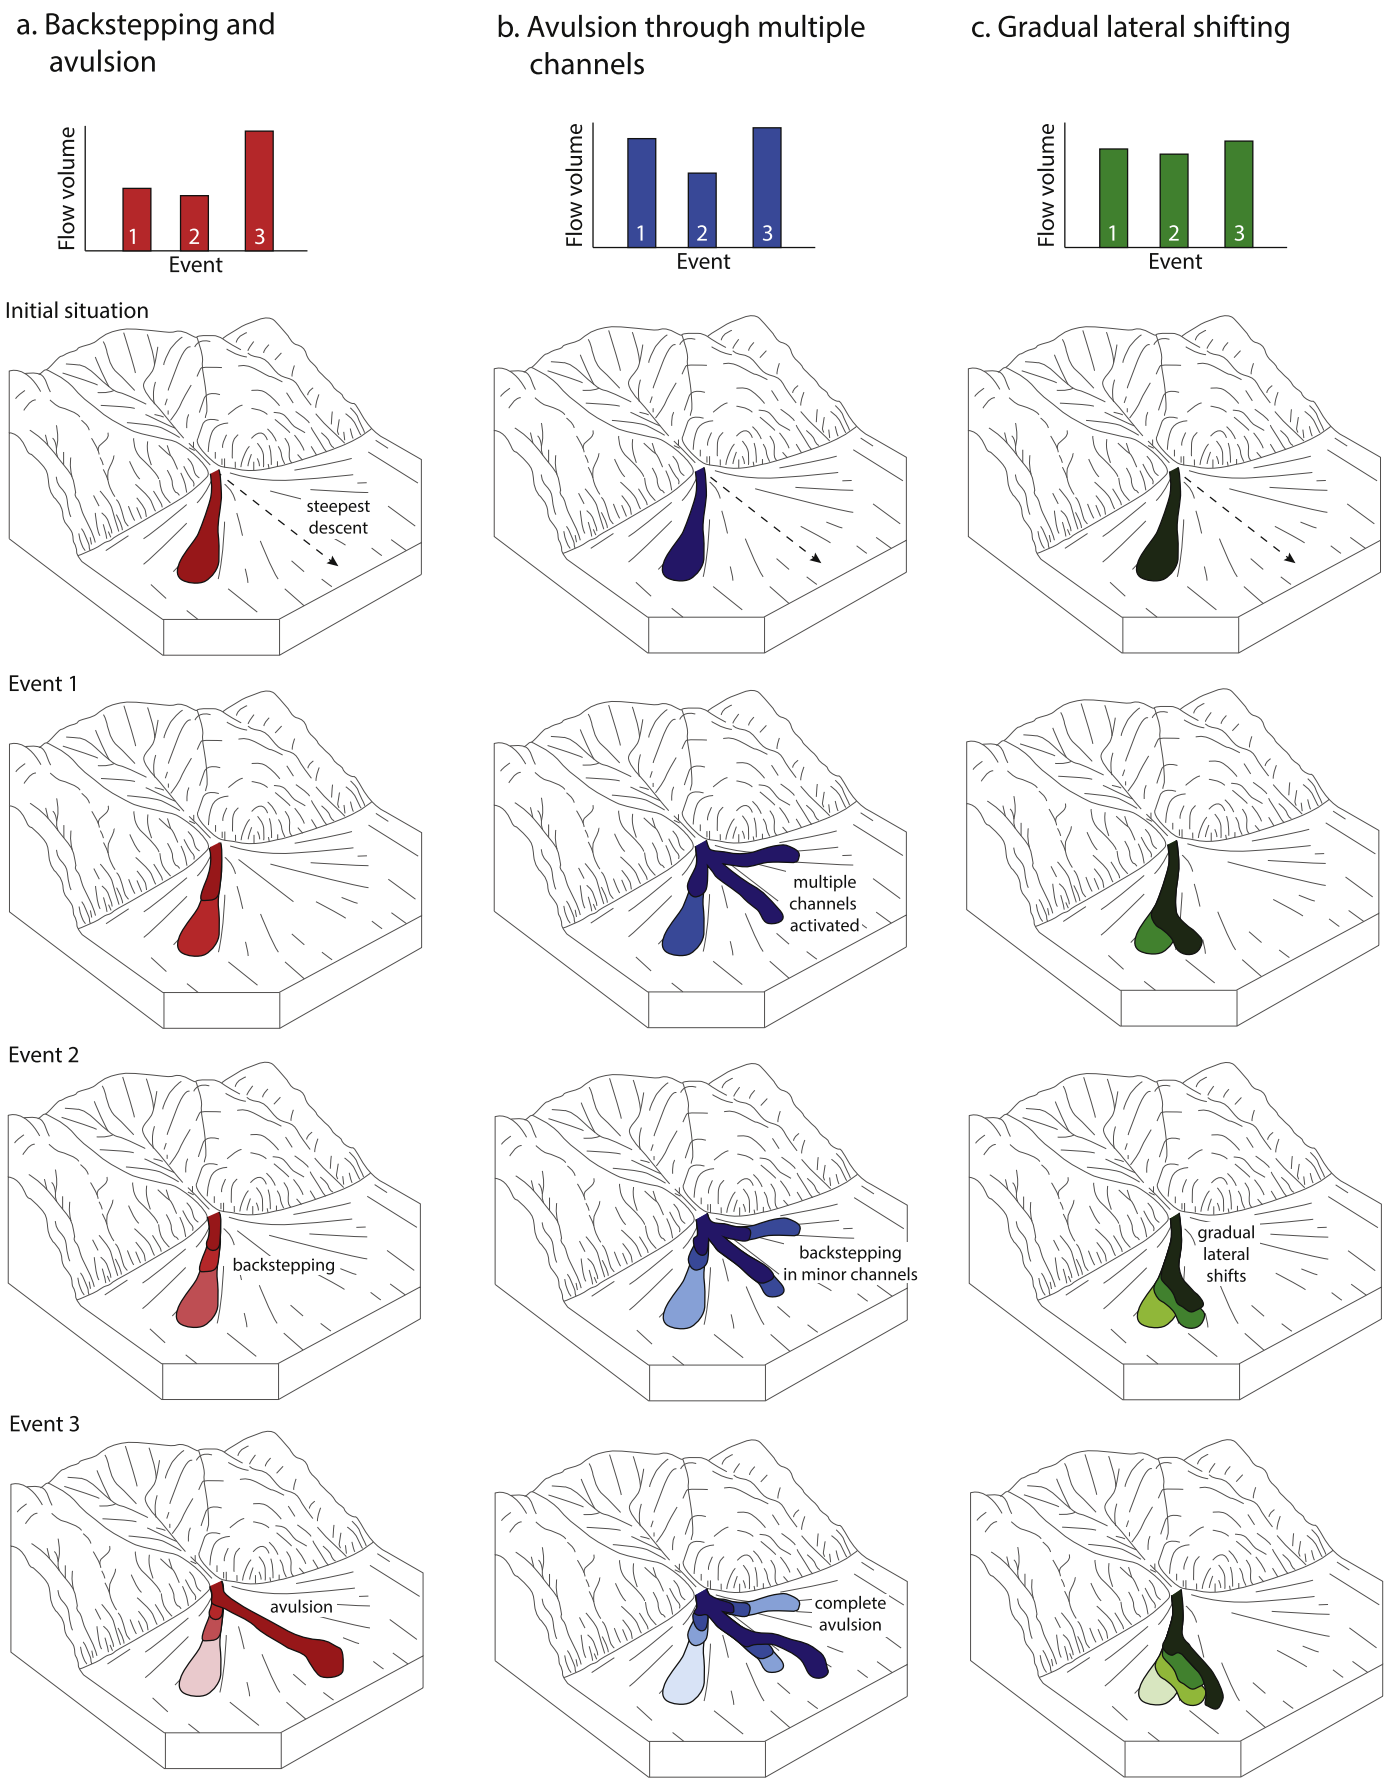 a. Backstepping and
avulsion
b. Avulsion through multiple
channels
c. Gradual lateral shifting
Flow volume
1
2
3
Event
Flow volume
1
2
3
Event
Flow volume
1
2
3
Event
Initial situation
steepest
descent
Event 1
multiple
channels
activated
Event 2
backstepping
backstepping
in minor channels
gradual
lateral
shifts
Event 3
avulsion
complete
avulsion